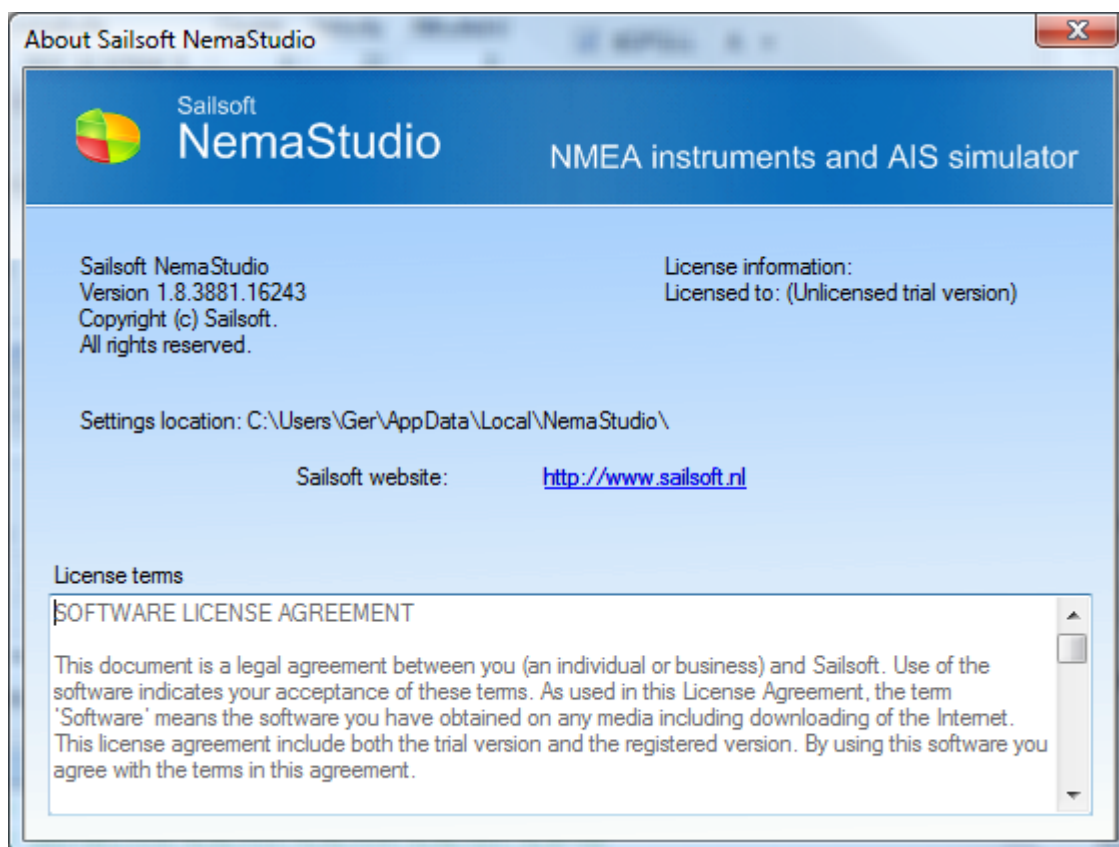 About Sailsoft NemaStudio
Sailsoft
NemaStudio
NMEA instruments and AIS simulator
Sailsoft NemaStudio
Version 1.8.3881.16243
Copyright (c) Sailsoft.
All rights reserved.
License information:
Licensed to: (Unlicensed trial version)
Settings location: C:\Users\Ger\AppData\Local\NemaStudio\
Sailsoft website: http://www.sailsoft.nl
License terms
SOFTWARE LICENSE AGREEMENT
This document is a legal agreement between you (an individual or business) and Sailsoft. Use of the
software indicates your acceptance of these terms. As used in this License Agreement, the term
'Software' means the software you have obtained on any media including downloading of the Internet.
This license agreement include both the trial version and the registered version. By using this software you
agree with the terms in this agreement.